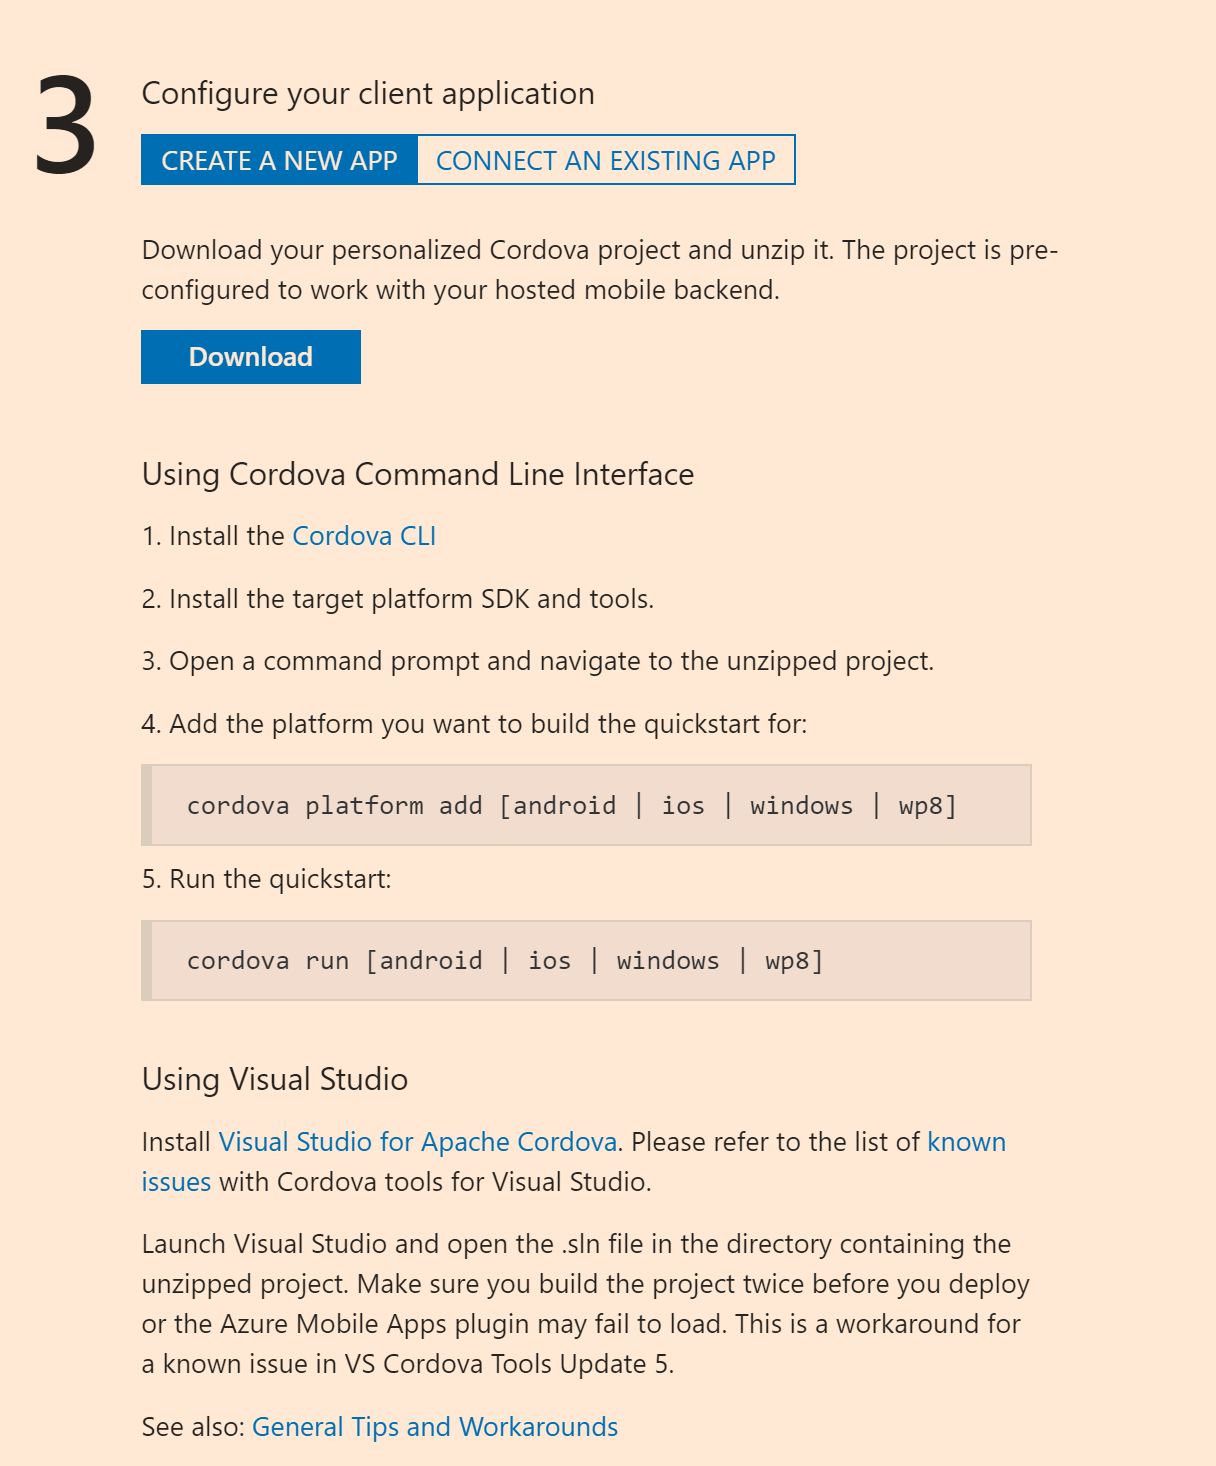 3
Configure your client application
CREATE A NEW APP CONNECT AN EXISTING APP
Download your personalized Cordova project and unzip it. The project is pre-
configured to work with your hosted mobile backend.
Download
Using Cordova Command Line Interface
1. Install the Cordova CLI
2. Install the target platform SDK and tools.
3. Open a command prompt and navigate to the unzipped project.
4. Add the platform you want to build the quickstart for:
cordova platform add [android | ios | windows | wp8]
5. Run the quickstart:
cordova run [android | ios | windows | wp8]
Using Visual Studio
Install Visual Studio for Apache Cordova. Please refer to the list of known
issues with Cordova tools for Visual Studio.
Launch Visual Studio and open the .sln file in the directory containing the
unzipped project. Make sure you build the project twice before you deploy
or the Azure Mobile Apps plugin may fail to load. This is a workaround for
a known issue in VS Cordova Tools Update 5.
See also: General Tips and Workarounds